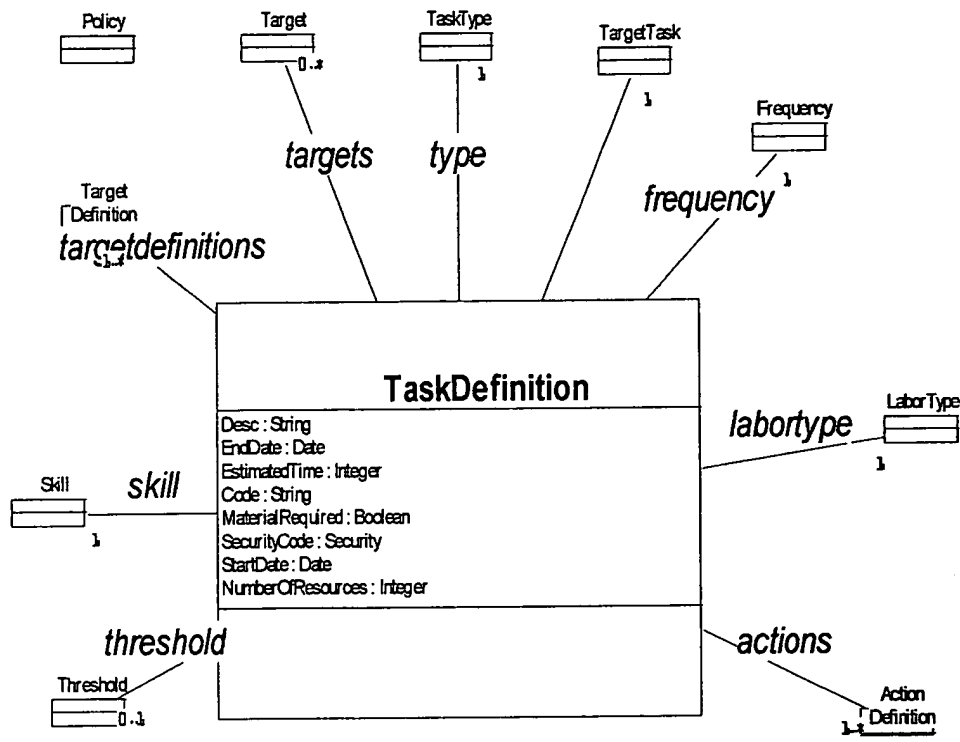 Policy
Target
0..*
TaskType
1
TargetTask
1
Frequency
1
targets
type
frequency
Target
Definition
1..*
targetdefinitions
TaskDefinition
Desc : String
EndDate : Date
EstimatedTime : Integer
Code : String
MaterialRequired : Boolean
SecurityCode : Security
StartDate : Date
NumberOfResources : Integer
labortype
LaborType
1
Skill
skill
1
threshold
Threshold
0..1
actions
Action
Definition
1..*